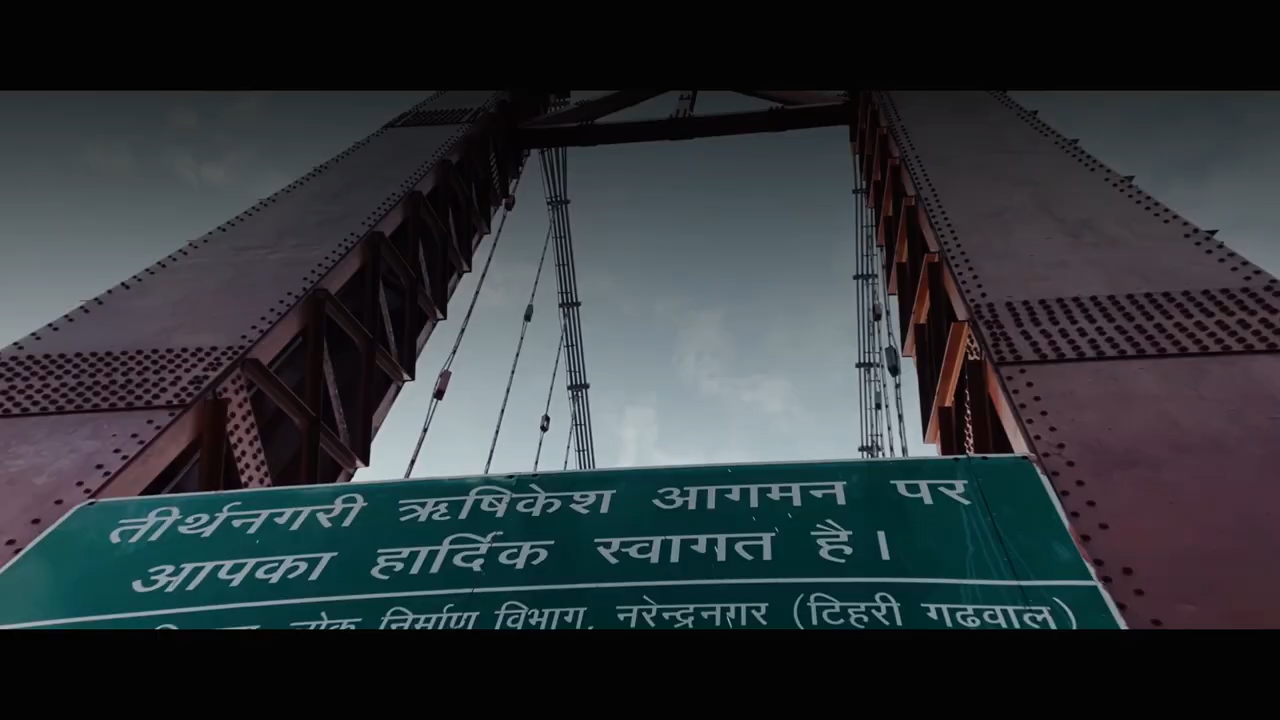 तीर्थनगरी ऋषिकेश आगमन पर
आपका हार्दिक स्वागत है।
लोक निर्माण विभाग, नरेन्द्रनगर (टिहरी गढवाल)